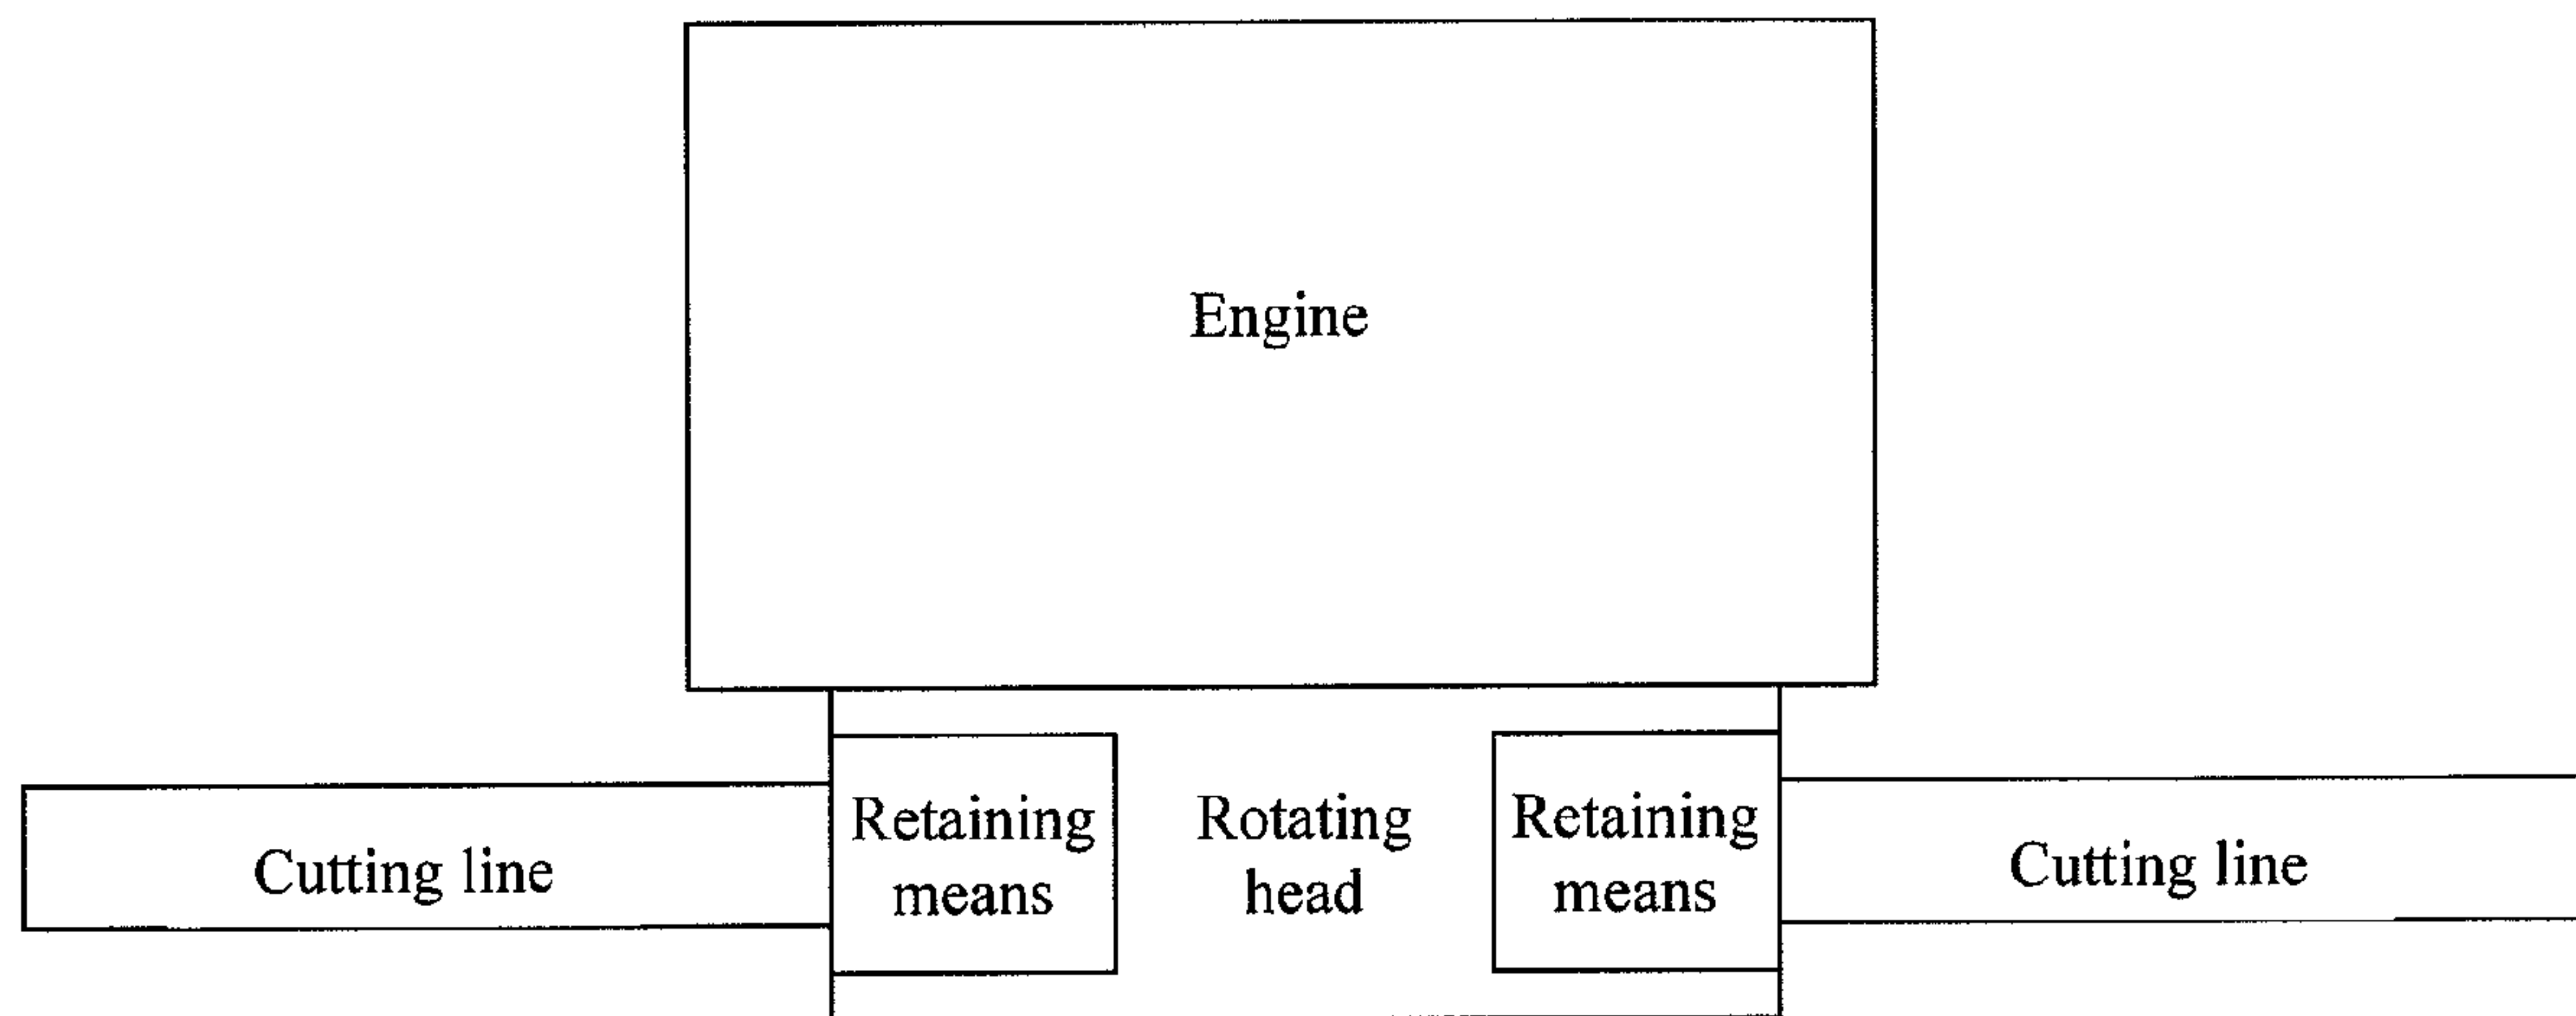 Engine
Cutting line
Retaining
means
Rotating
head
Retaining
means
Cutting line